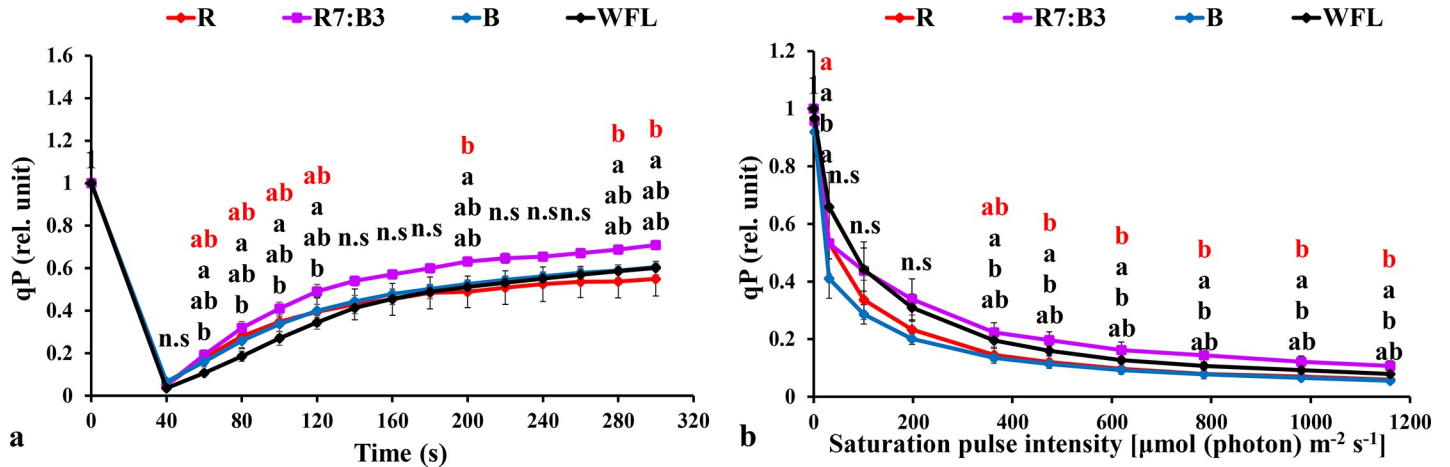 R R7:B3 B WFL
qP (rel. unit)
1.6
1.4
1.2
1
0.8
0.6
0.4
0.2
0
n.s
ab
a
ab
b
ab
a
ab
b
ab
a
ab
b
ab
a
ab
b
n.s
n.s
n.s
b
a
ab
ab
n.s
n.s
n.s
b
a
ab
ab
b
a
ab
ab
0 40 80 120 160 200 240 280 320
Time (s)
a
R R7:B3 B WFL
qP (rel. unit)
1.2
1
0.8
0.6
0.4
0.2
0
a
a
b
a
n.s
n.s
n.s
ab
a
b
ab
b
a
b
ab
b
a
b
ab
b
a
b
ab
b
a
b
ab
b
a
b
ab
0 200 400 600 800 1000 1200
Saturation pulse intensity [µmol (photon) m-2 s-1]
b